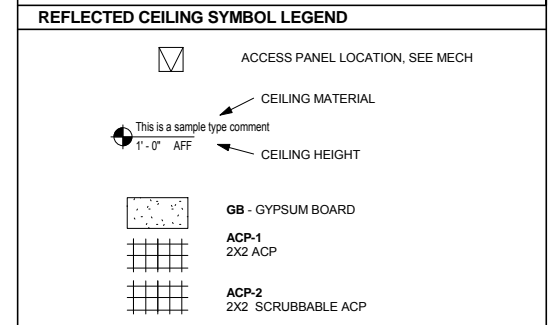 REFLECTED CEILING SYMBOL LEGEND
ACCESS PANEL LOCATION, SEE MECH
CEILING MATERIAL
This is a sample type comment
1' - 0" AFF
CEILING HEIGHT
GB - GYPSUM BOARD
ACP-1
2X2 ACP
ACP-2
2X2 SCRUBBABLE ACP